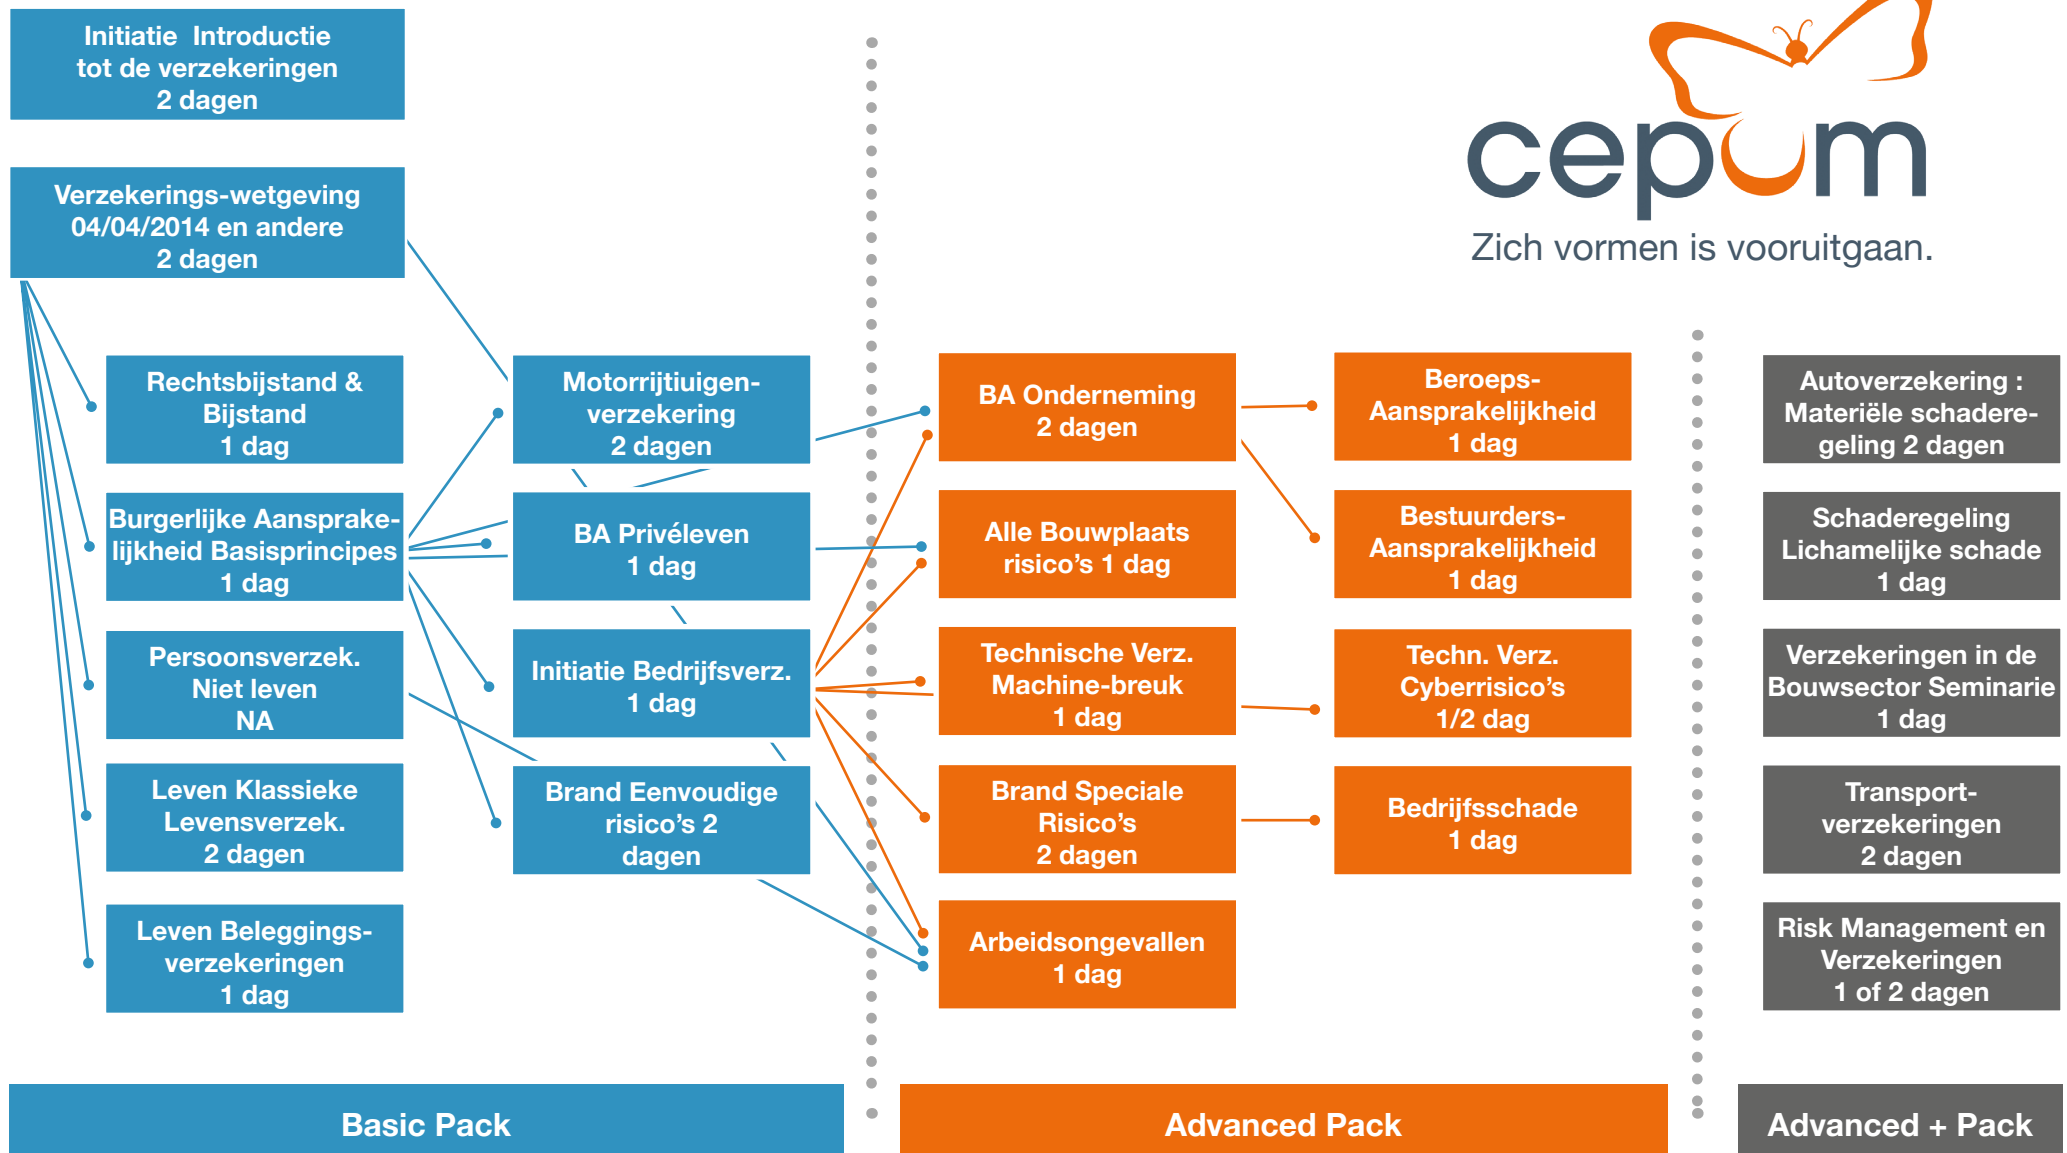 Initiatie Introductie
tot de verzekeringen
2 dagen
cepom
Zich vormen is vooruitgaan.
Verzekerings-wetgeving
04/04/2014 en andere
2 dagen
Rechtsbijstand &
Bijstand
1 dag
Burgerlijke Aansprake-
lijkheid Basisprincipes
1 dag
Persoonsverzek.
Niet leven
NA
Leven Klassieke
Levensverzek.
2 dagen
Leven Beleggings-
verzekeringen
1 dag
Motorrijtiuigen-
verzekering
2 dagen
BA Privéleven
1 dag
Initiatie Bedrijfsverz.
1 dag
Brand Eenvoudige
risico’s 2
dagen
BA Onderneming
2 dagen
Alle Bouwplaats
risico’s 1 dag
Technische Verz.
Machine-breuk
1 dag
Brand Speciale
Risico’s
2 dagen
Arbeidsongevallen
1 dag
Beroeps-
Aansprakelijkheid
1 dag
Bestuurders-
Aansprakelijkheid
1 dag
Techn. Verz.
Cyberrisico’s
1/2 dag
Bedrijfsschade
1 dag
Autoverzekering :
Materiële schadere-
geling 2 dagen
Schaderegeling
Lichamelijke schade
1 dag
Verzekeringen in de
Bouwsector Seminarie
1 dag
Transport-
verzekeringen
2 dagen
Risk Management en
Verzekeringen
1 of 2 dagen
Basic Pack
Advanced Pack
Advanced + Pack